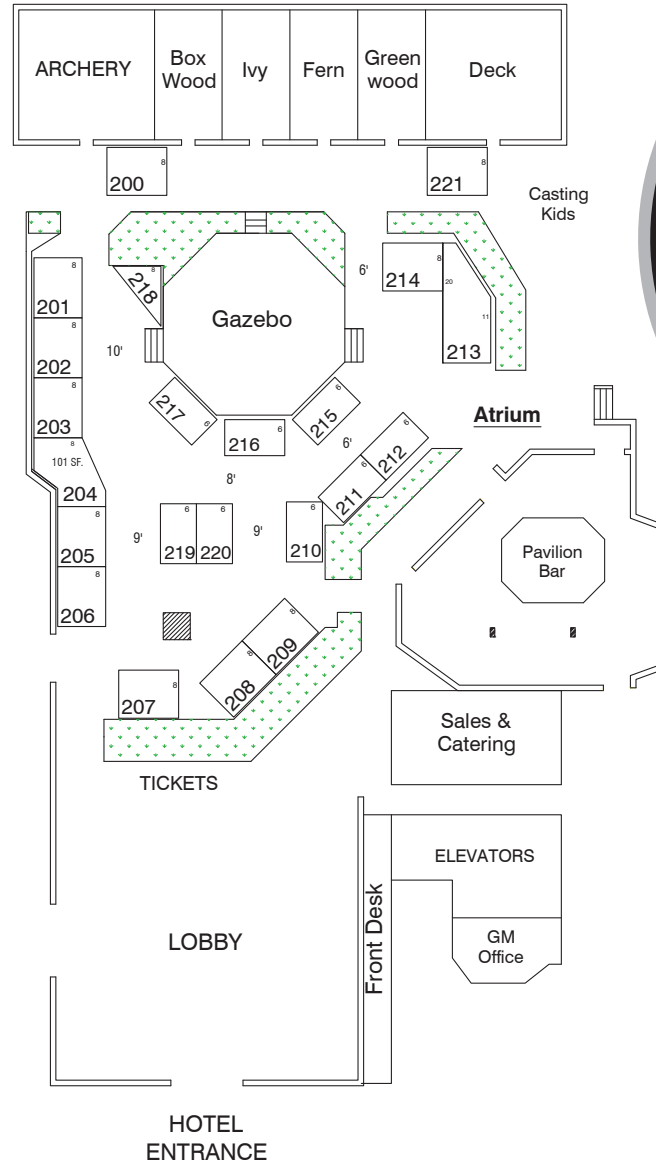 ARCHERY
Box
Wood
Ivy
Fern
Green
wood
Deck
8
200
8
221
Casting
Kids
8
201
8
218
6'
8
214
20
11
213
Gazebo
8
202
10'
8
203
217
6
6
216
6
215
6'
Atrium
8
101 SF.
204
212
211
8'
8
205
9'
6
219
6
220
9'
6
210
Pavilion
Bar
8
206
8
209
8
208
8
207
Sales &
Catering
TICKETS
ELEVATORS
LOBBY
Front Desk
GM
Office
HOTEL
ENTRANCE